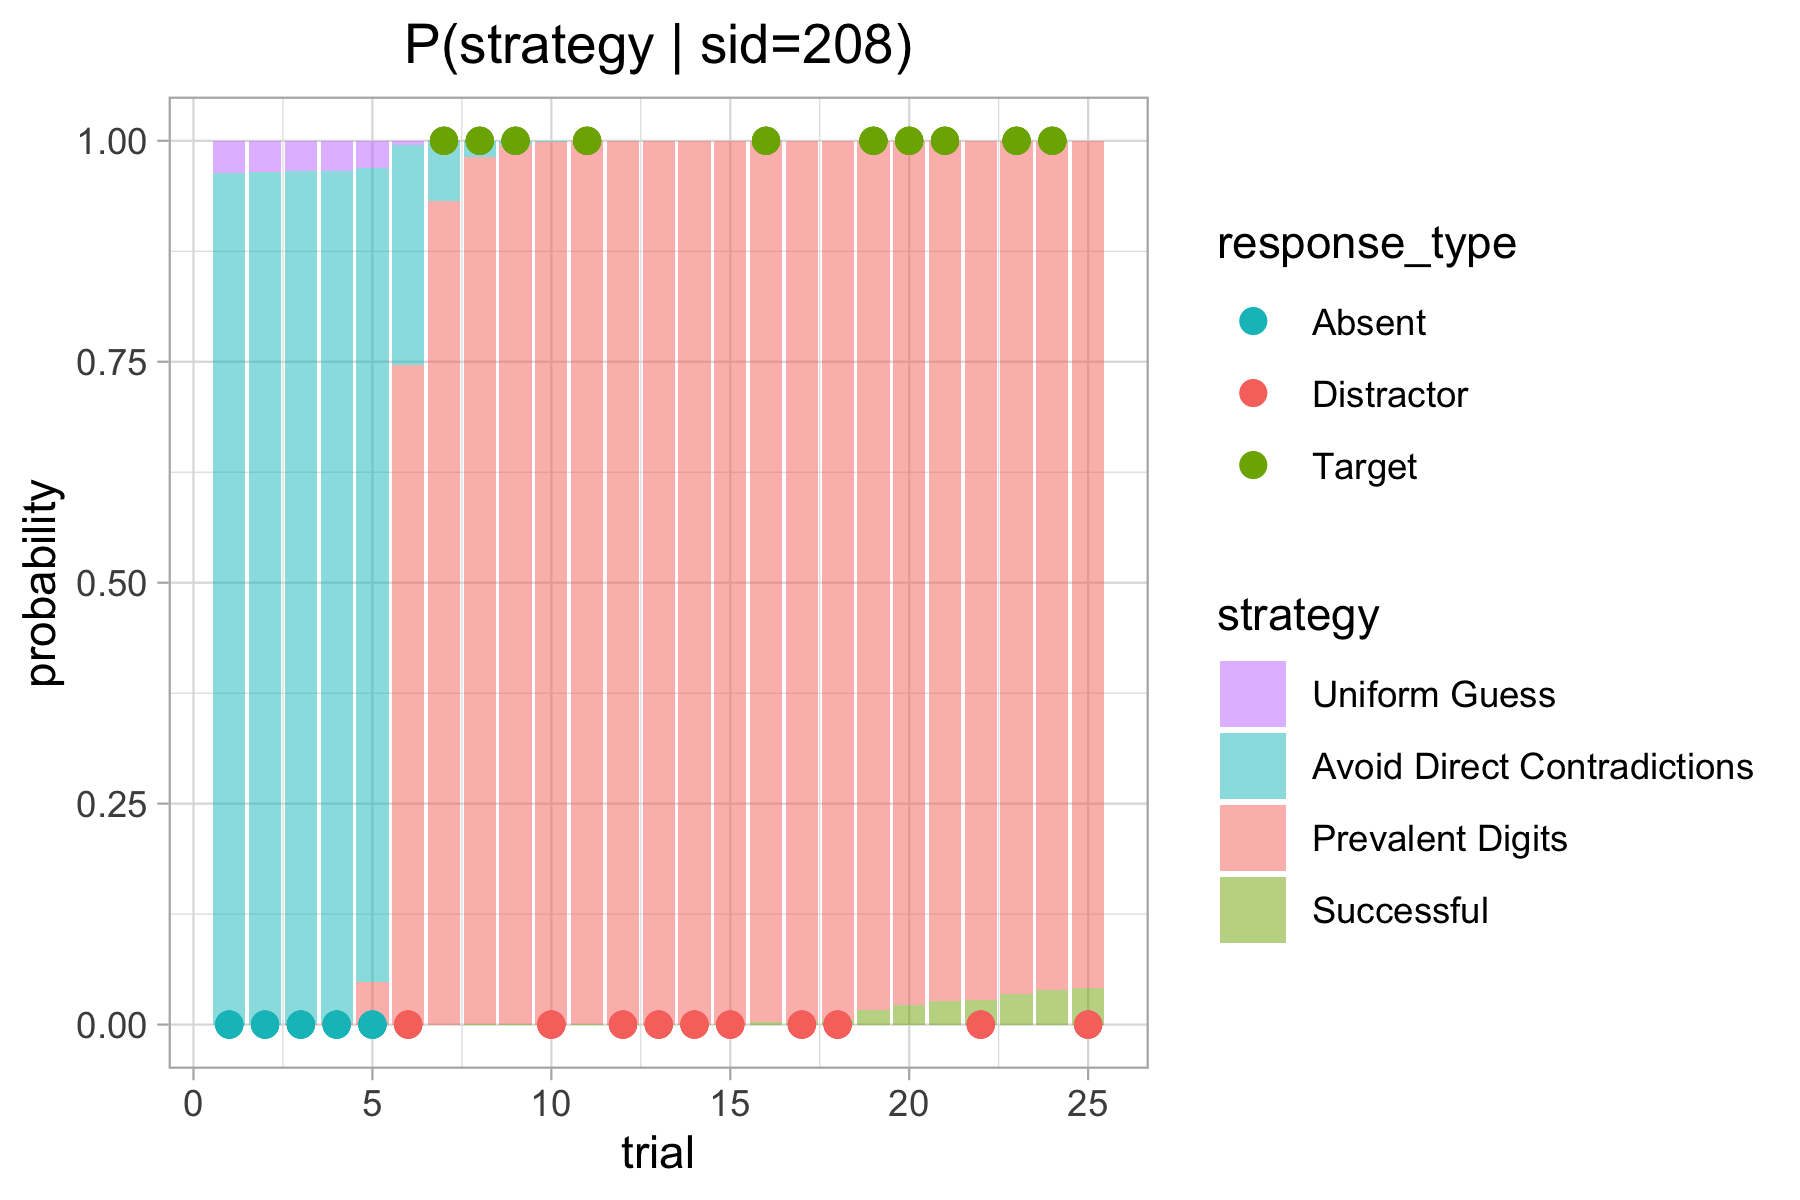 P(strategy | sid=208)
1.00
0.75
0.50
0.25
0.00
probability
0 5 10 15 20 25
trial
response_type
Absent
Distractor
Target
strategy
Uniform Guess
Avoid Direct Contradictions
Prevalent Digits
Successful